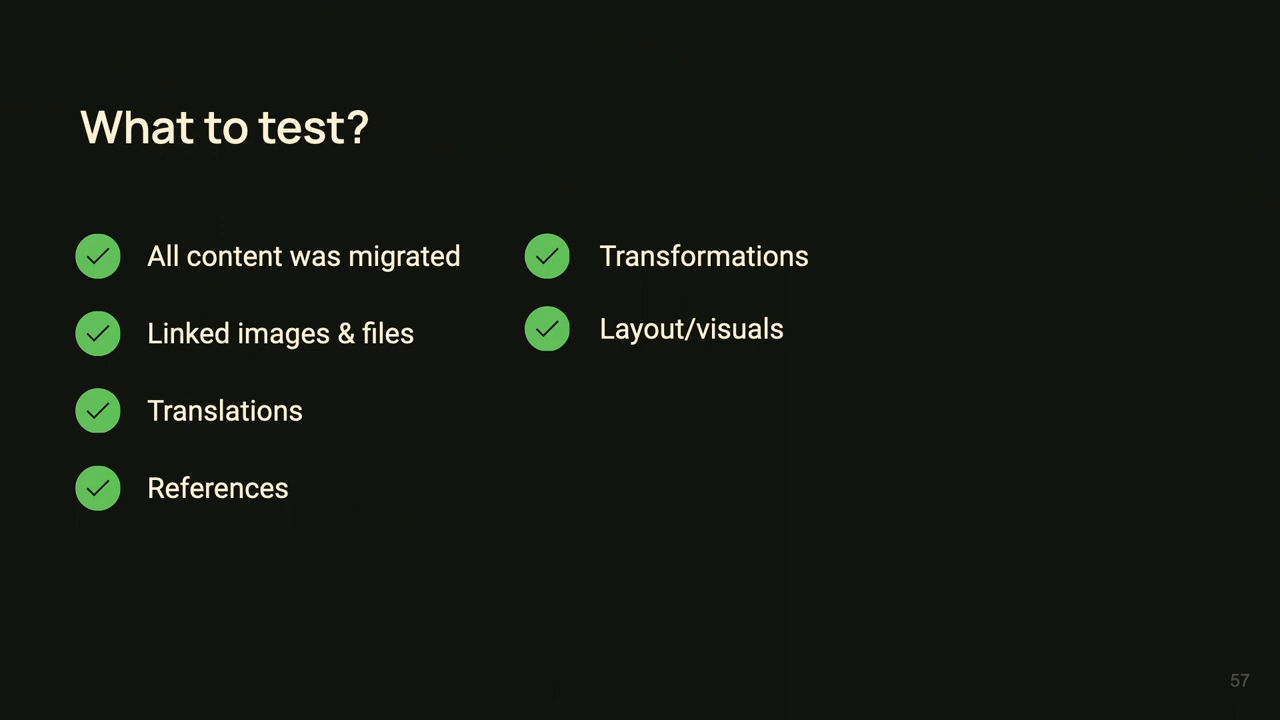 What to test?
All content was migrated
Linked images & files
Translations
References
Transformations
Layout/visuals
57